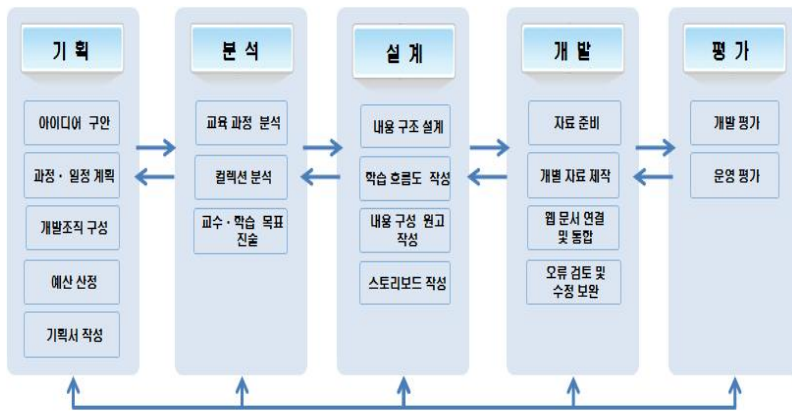 기 획
아이디어 구안
과정· 일정 계획
개발조직 구성
예산 산정
기획서 작성
분 석
교육 과정 분석
컬렉션 분석
교수·학습 목표
진술
설 계
내용 구조 설계
학습 흐름도 작성
내용 구성 원고
작성
스토리보드 작성
개 발
자료 준비
개별 자료 제작
웹 문서 연결
및 통합
오류 검토 및
수정 보완
평 가
개발 평가
운영 평가